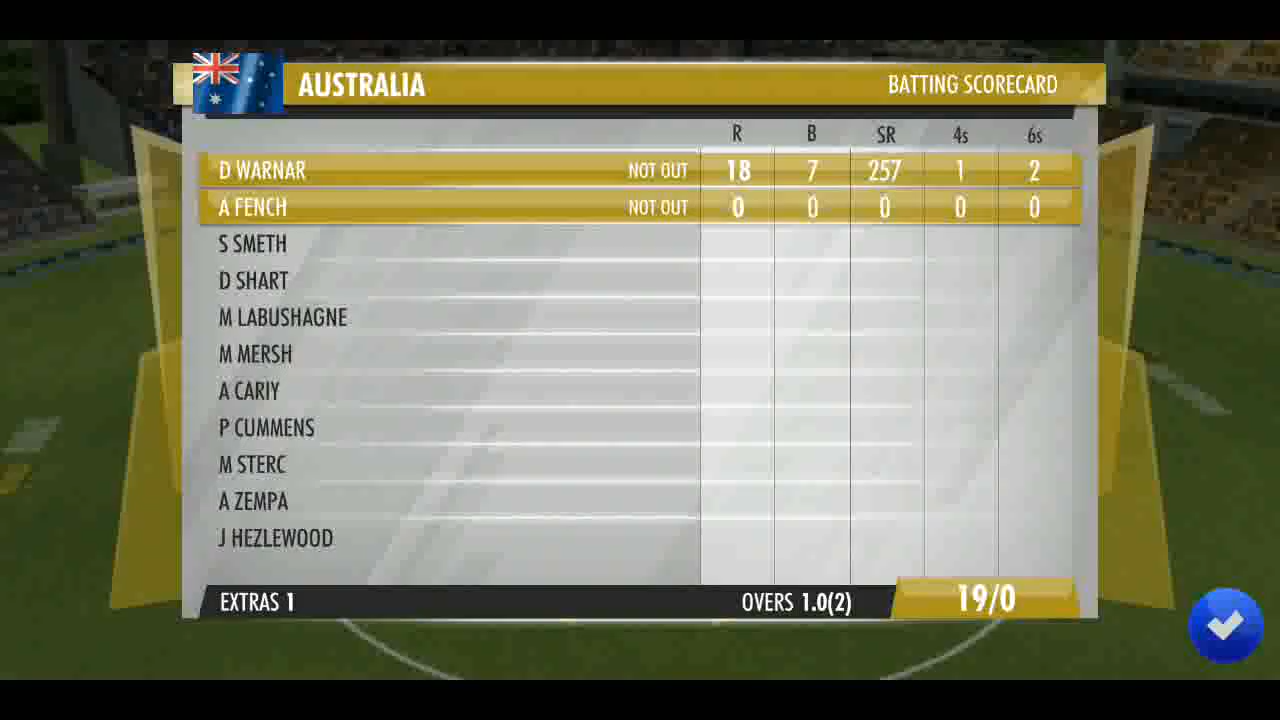 AUSTRALIA BATTING SCORECARD
R B SR 4s 6s
D WARNAR NOT OUT 18 7 257 1 2
A FENCH NOT OUT 0 0 0 0 0
S SMETH
D SHART
M LABUSHAGNE
M MERSH
A CARIY
P CUMMENS
M STERC
A ZEMPA
J HEZLEWOOD
EXTRAS 1 OVERS 1.0(2) 19/0